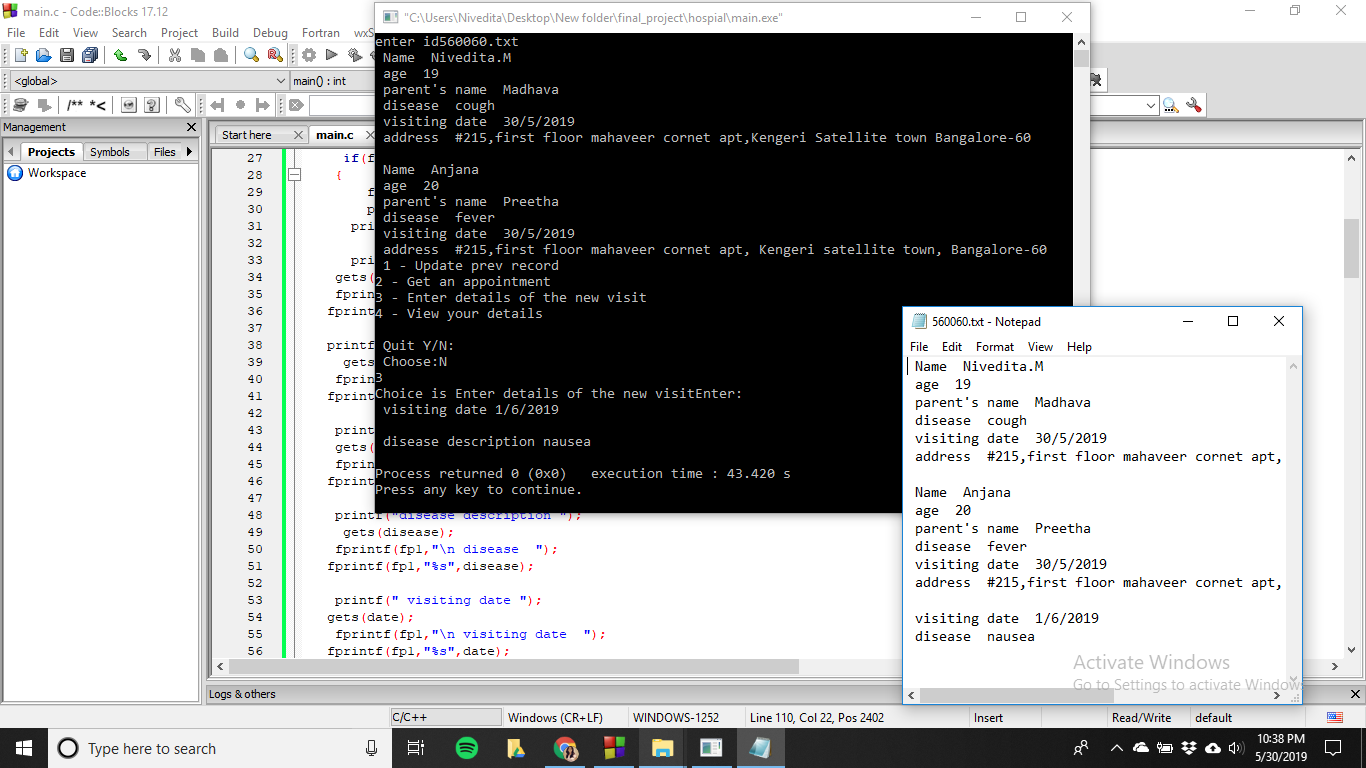 main.c - Code::Blocks 17.12
File Edit View Search Project Build Debug Fortran wxS
<global>
main() : int
/** *<
Management
Projects Symbols Files
Workspace
Start here main.c
27 if(f
28 {
29 f
30 p
31 pri
32
33 pri
34 gets(
35 fprin
36 fprint
37
38 printf
39 gets
40 fprin
41 fprint
42
43 print
44 gets(
45 fprin
46 fprint
47
48 printf("disease description ");
49 gets(disease);
50 fprintf(fpl,"\n disease  ");
51 fprintf(fpl,"%s",disease);
52
53 printf(" visiting date ");
54 gets(date);
55 fprintf(fpl,"\n visiting date  ");
56 fprintf(fpl,"%s",date);
Logs & others
C/C++ Windows (CR+LF) WINDOWS-1252 Line 110, Col 22, Pos 2402 Insert Read/Write default
"C:\Users\Nivedita\Desktop\New folder\final_project\hospial\main.exe"
enter id560060.txt
Name  Nivedita.M
age  19
parent's name  Madhava
disease  cough
visiting date  30/5/2019
address  #215,first floor mahaveer cornet apt,Kengeri Satellite town Bangalore-60
Name  Anjana
age  20
parent's name  Preetha
disease  fever
visiting date  30/5/2019
address  #215,first floor mahaveer cornet apt, Kengeri satellite town, Bangalore-60
1 - Update prev record
2 - Get an appointment
3 - Enter details of the new visit
4 - View your details
Quit Y/N:
Choose:N
3
Choice is Enter details of the new visitEnter:
visiting date 1/6/2019
disease description nausea
Process returned 0 (0x0)   execution time : 43.420 s
Press any key to continue.
560060.txt - Notepad
File Edit Format View Help
Name  Nivedita.M
age  19
parent's name  Madhava
disease  cough
visiting date  30/5/2019
address  #215,first floor mahaveer cornet apt,
Name  Anjana
age  20
parent's name  Preetha
disease  fever
visiting date  30/5/2019
address  #215,first floor mahaveer cornet apt,
visiting date  1/6/2019
disease  nausea
Activate Windows
Go to Settings to activate Windows
Type here to search
10:38 PM
5/30/2019